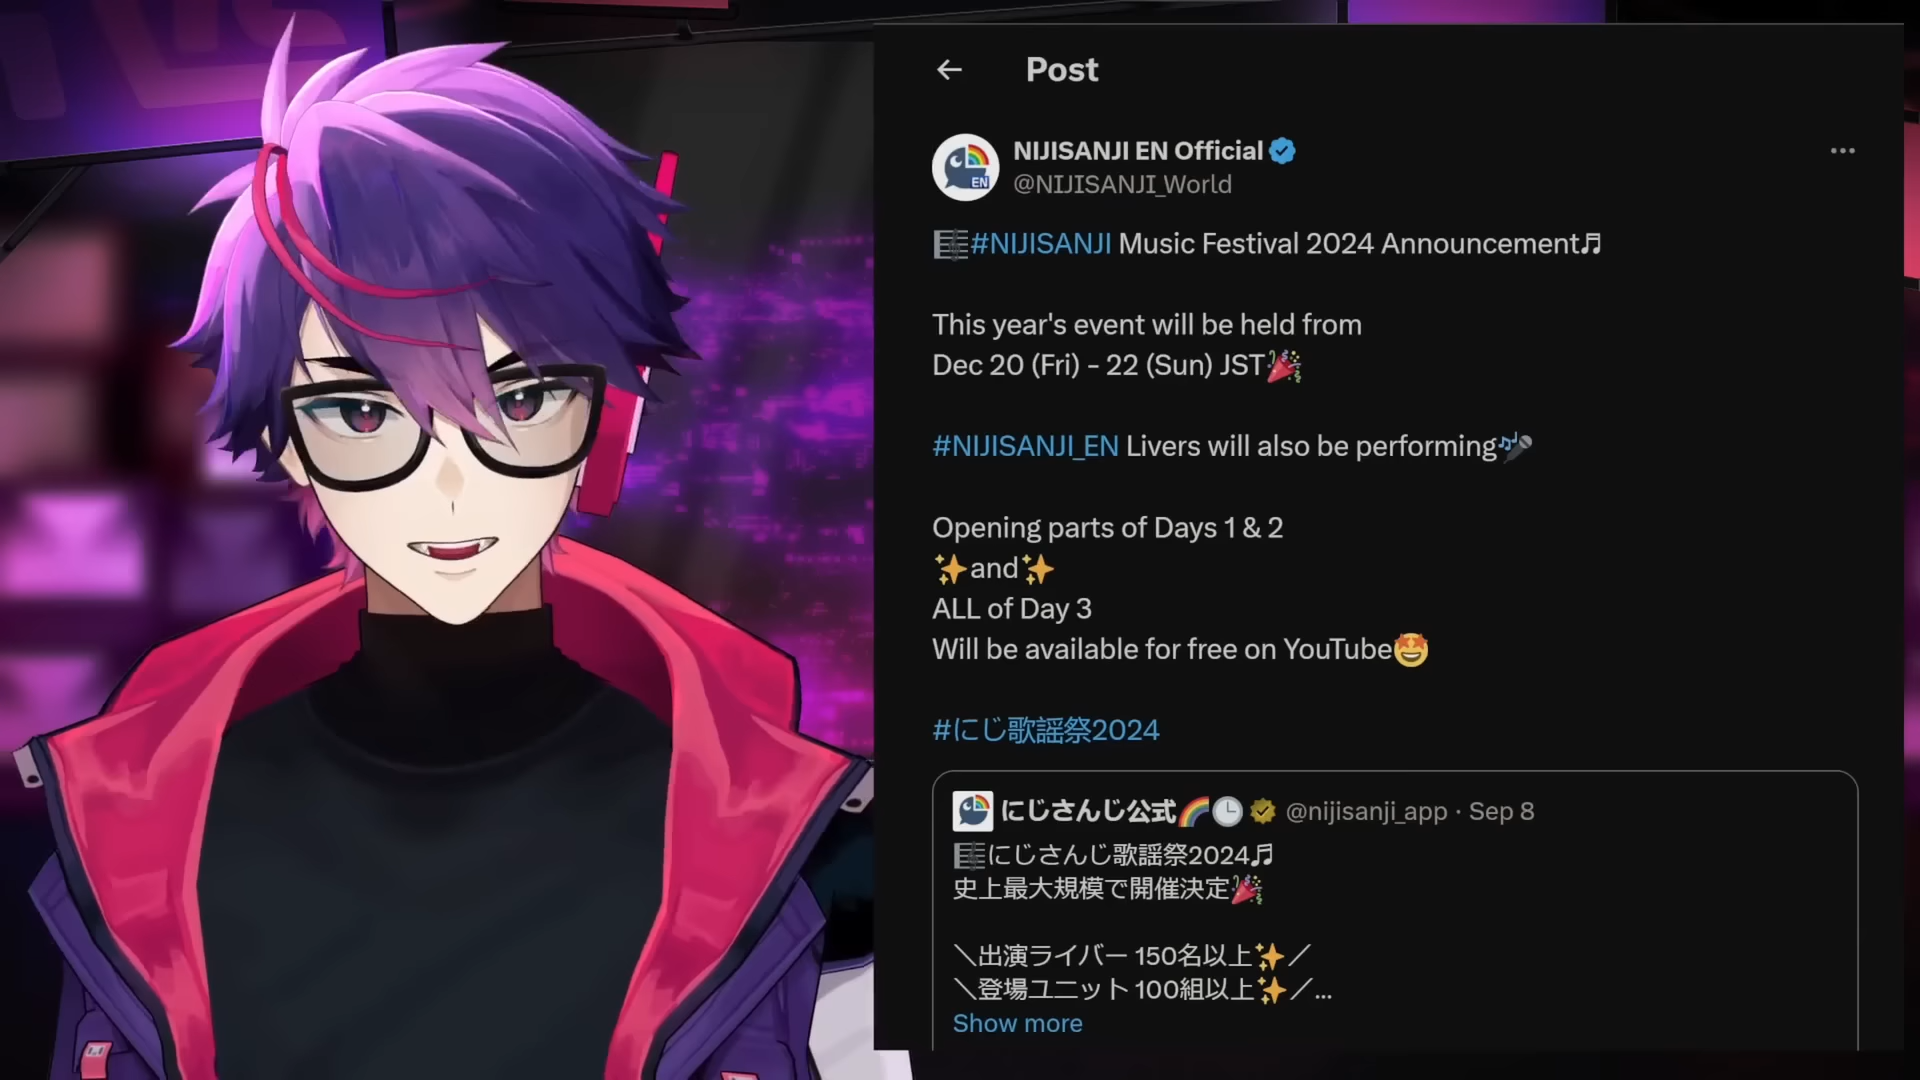 Post
NIJISANJI EN Official
@NIJISANJI_World
🎼#NIJISANJI Music Festival 2024 Announcement♬
This year's event will be held from
Dec 20 (Fri) - 22 (Sun) JST🎉
#NIJISANJI_EN Livers will also be performing🎤
Opening parts of Days 1 & 2
✨and✨
ALL of Day 3
Will be available for free on YouTube🤩
#にじ歌謡祭2024
にじさんじ公式🌈🕒 @nijisanji_app · Sep 8
🎼にじさんじ歌謡祭2024♬
史上最大規模で開催決定🎉
＼出演ライバー 150名以上✨／
＼登場ユニット 100組以上✨／...
Show more
EN